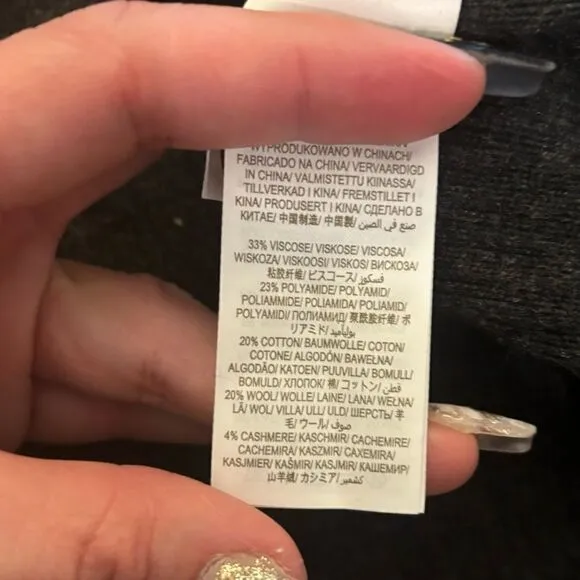 WYPRODUKOWANO W CHINACH/
FABRICADO NA CHINA/ VERVAARDIGD
IN CHINA/ VALMISTETTU KIINASSA/
TILLVERKAD I KINA/ FREMSTILLET I
KINA/ PRODUSERT I KINA/ СДЕЛАНО В
КИТАЕ/ 中国制造/ 中国製/ صنع في الصين
33% VISCOSE/ VISKOSE/ VISCOSA/
WISKOZA/ VISKOOSI/ VISKOS/ ВИСКОЗА/
粘胶纤维/ ビスコース/ فسكوز
23% POLYAMIDE/ POLYAMID/
POLIAMMIDE/ POLIAMIDA/ POLIAMID/
POLYAMIDI/ ПОЛИАМИД/ 聚酰胺纤维/ ポ
リアミド/ بولياميد
20% COTTON/ BAUMWOLLE/ COTON/
COTONE/ ALGODÓN/ BAWEŁNA/
ALGODÃO/ KATOEN/ PUUVILLA/ BOMULL/
BOMULD/ ХЛОПОК/ 棉/ コットン/ قطن
20% WOOL/ WOLLE/ LAINE/ LANA/ WEŁNA/
LÃ/ WOL/ VILLA/ ULL/ ULD/ ШЕРСТЬ/ 羊
毛/ ウール/ صوف
4% CASHMERE/ KASCHMIR/ CACHEMIRE/
CACHEMIRA/ KASZMIR/ CAXEMIRA/
KASJMIER/ KAŠMIR/ KASJMIR/ КАШЕМИР/
山羊绒/ カシミア/ كشمير